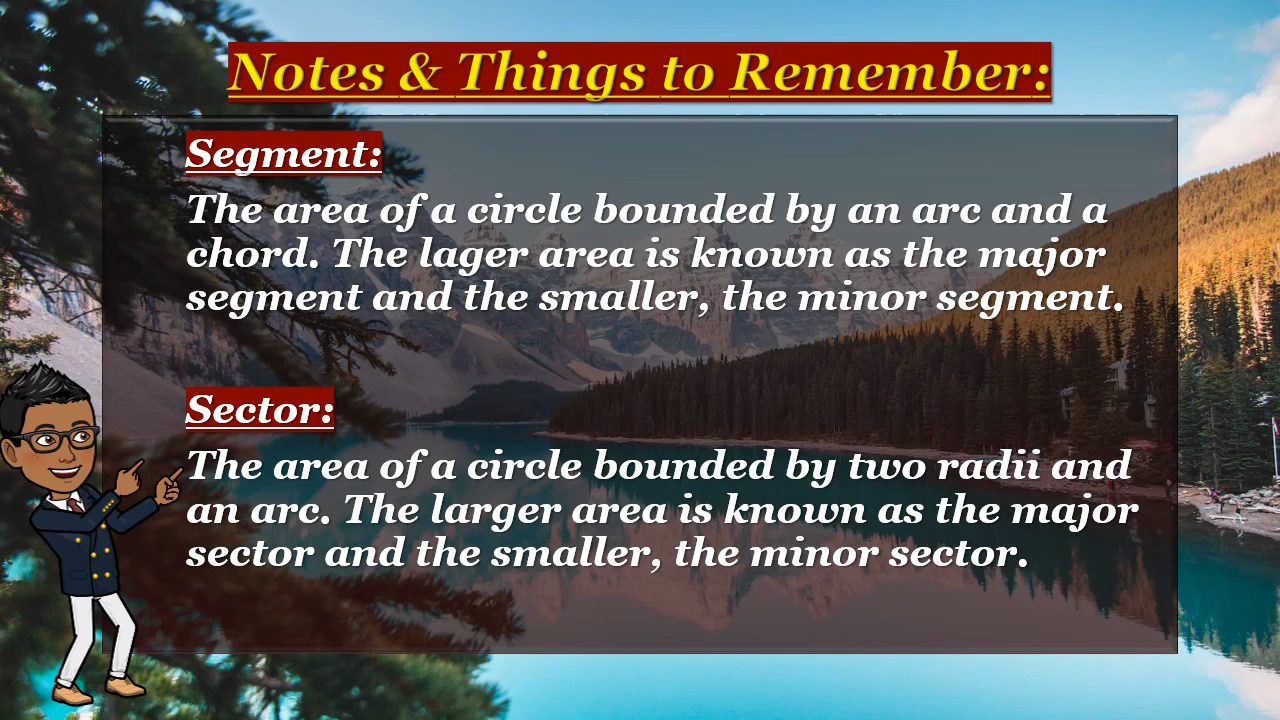 Notes & Things to Remember:
Segment:
The area of a circle bounded by an arc and a
chord. The lager area is known as the major
segment and the smaller, the minor segment.
Sector:
The area of a circle bounded by two radii and
an arc. The larger area is known as the major
sector and the smaller, the minor sector.